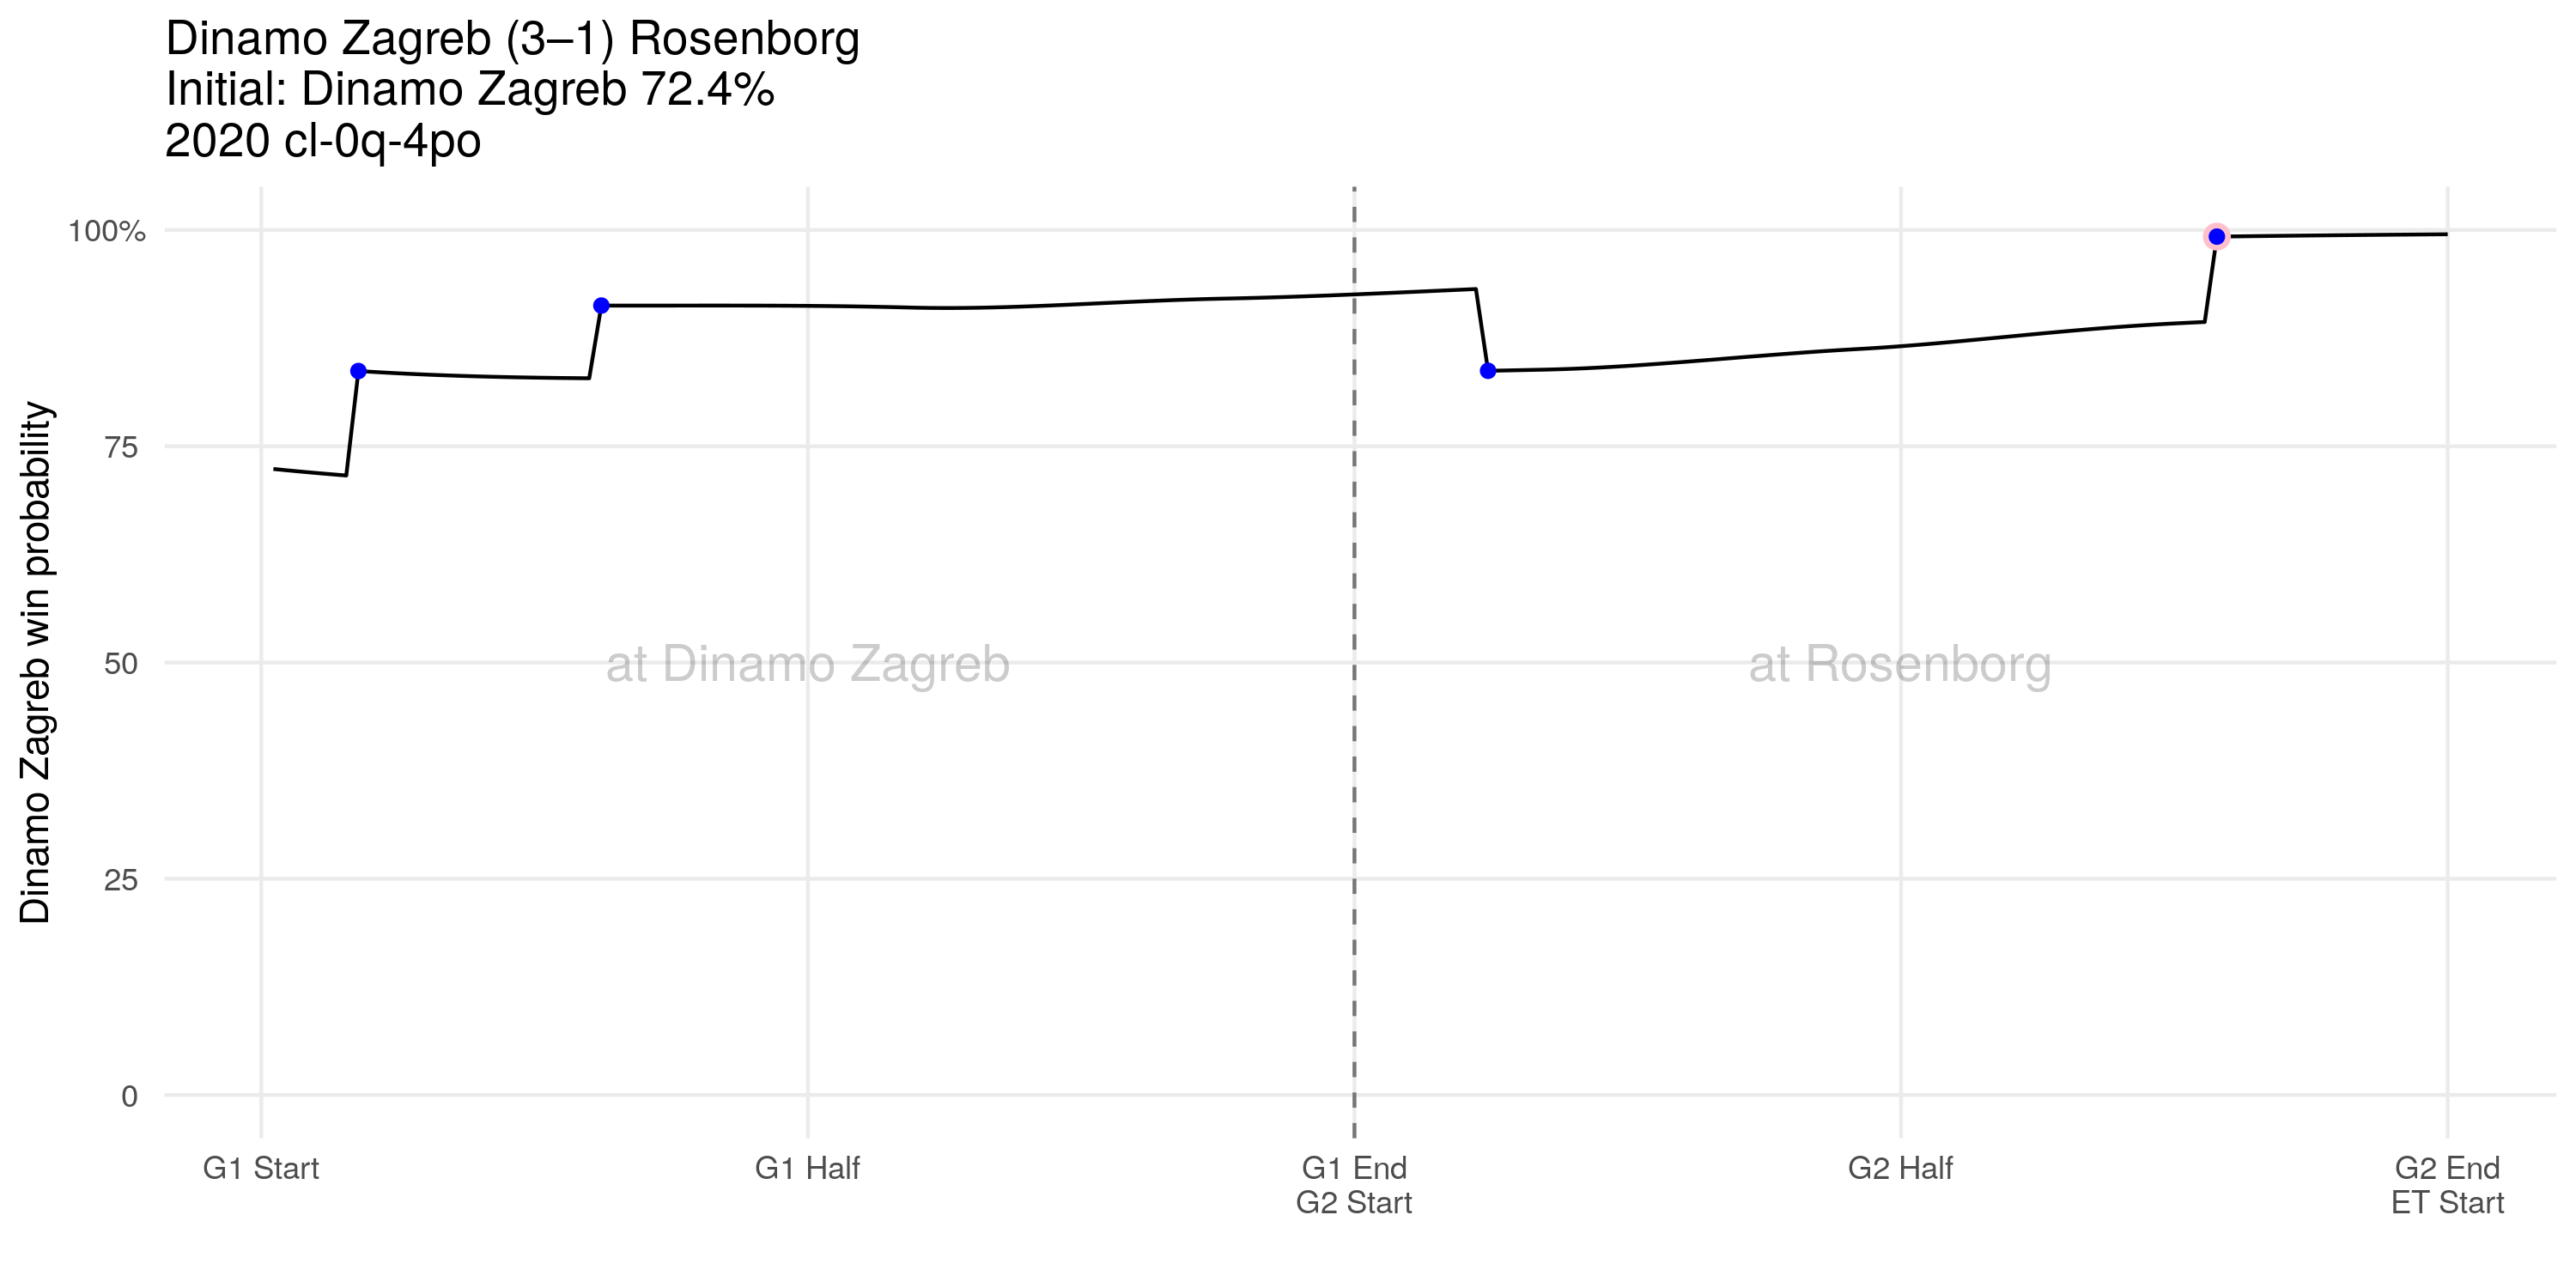 Dinamo Zagreb (3–1) Rosenborg
Initial: Dinamo Zagreb 72.4%
2020 cl-0q-4po
Dinamo Zagreb win probability
100%
75
50
25
0
at Dinamo Zagreb
at Rosenborg
G1 Start
G1 Half
G1 End
G2 Start
G2 Half
G2 End
ET Start